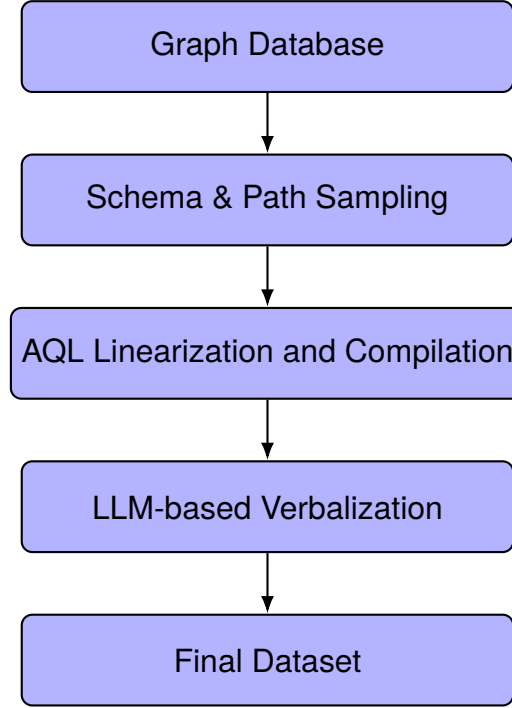 Graph Database
Schema & Path Sampling
AQL Linearization and Compilation
LLM-based Verbalization
Final Dataset